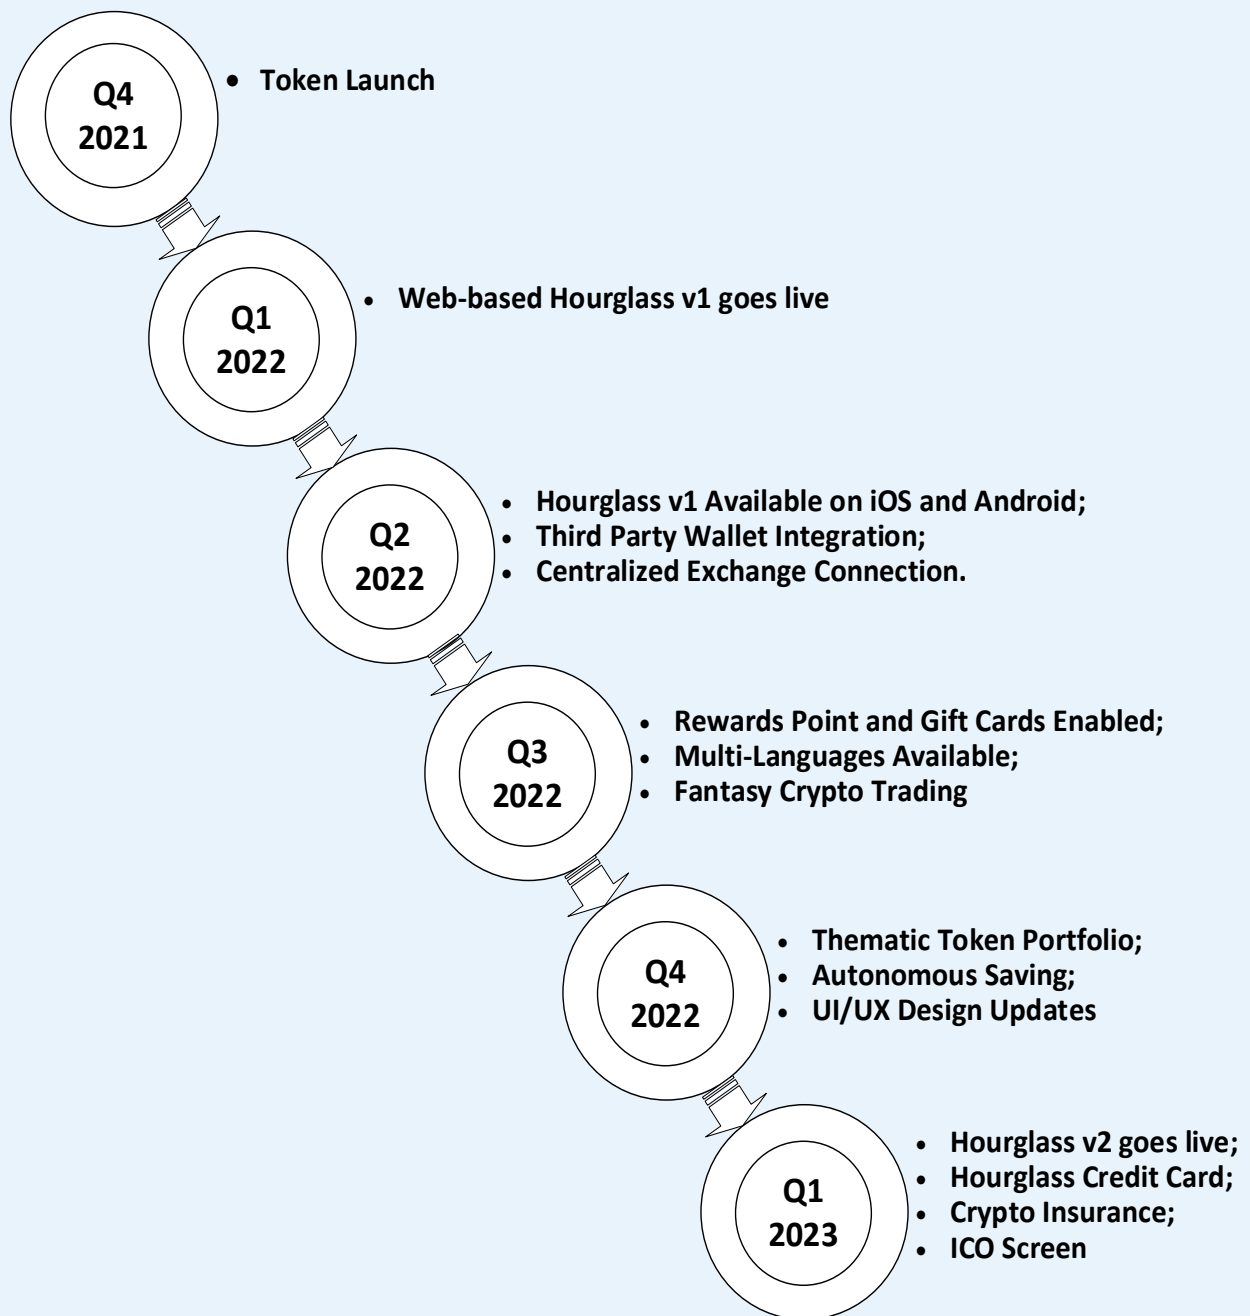 Q4
2021
• Token Launch
Q1
2022
• Web-based Hourglass v1 goes live
Q2
2022
• Hourglass v1 Available on iOS and Android;
• Third Party Wallet Integration;
• Centralized Exchange Connection.
Q3
2022
• Rewards Point and Gift Cards Enabled;
• Multi-Languages Available;
• Fantasy Crypto Trading
Q4
2022
• Thematic Token Portfolio;
• Autonomous Saving;
• UI/UX Design Updates
Q1
2023
• Hourglass v2 goes live;
• Hourglass Credit Card;
• Crypto Insurance;
• ICO Screen